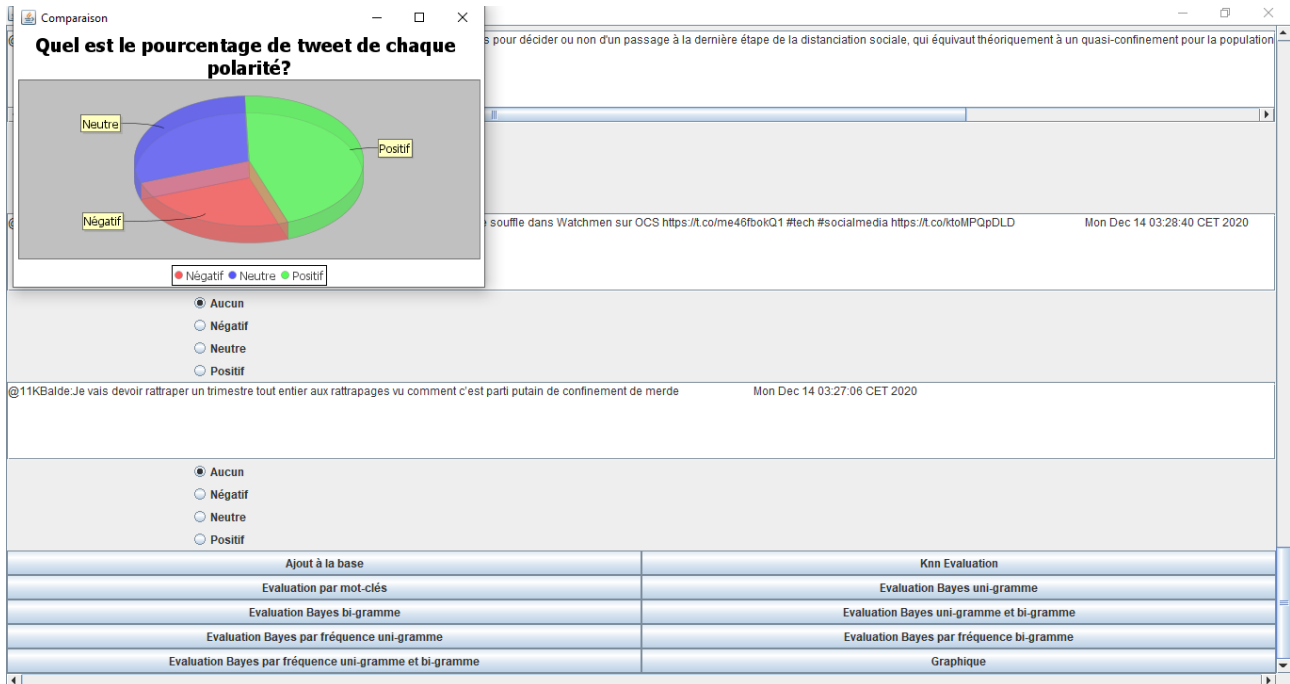 Comparaison
Quel est le pourcentage de tweet de chaque
polarité?
Neutre
Positif
Négatif
Négatif Neutre Positif
pour décider ou non d'un passage à la dernière étape de la distanciation sociale, qui équivaut théoriquement à un quasi-confinement pour la population
souffle dans Watchmen sur OCS https://t.co/me46fbokQ1 #tech #socialmedia https://t.co/ktoMPQpDLD Mon Dec 14 03:28:40 CET 2020
Aucun
Négatif
Neutre
Positif
@11KBalde:Je vais devoir rattraper un trimestre tout entier aux rattrapages vu comment c'est parti putain de confinement de merde Mon Dec 14 03:27:06 CET 2020
Aucun
Négatif
Neutre
Positif
Ajout à la base Knn Evaluation
Evaluation par mot-clés Evaluation Bayes uni-gramme
Evaluation Bayes bi-gramme Evaluation Bayes uni-gramme et bi-gramme
Evaluation Bayes par fréquence uni-gramme Evaluation Bayes par fréquence bi-gramme
Evaluation Bayes par fréquence uni-gramme et bi-gramme Graphique